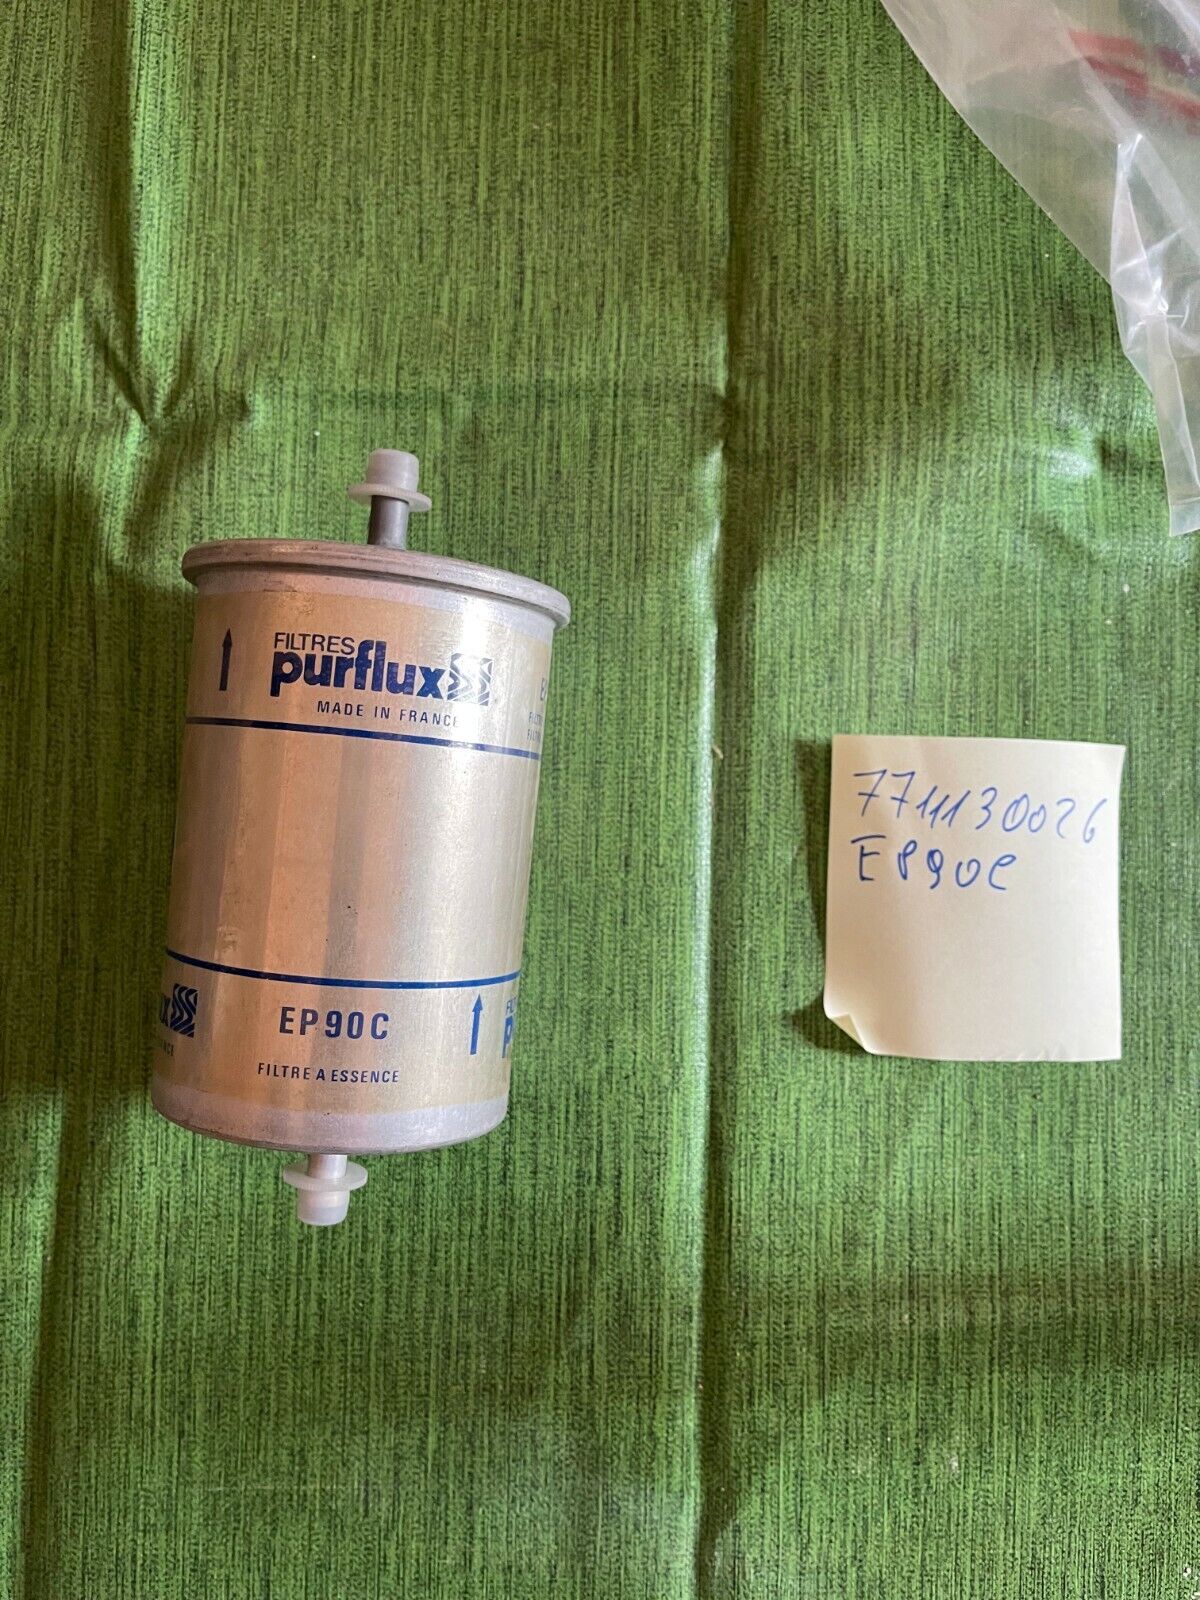 FILTRES
purflux
MADE IN FRANCE
EP90C
FILTRE A ESSENCE
7711130026
EP90C